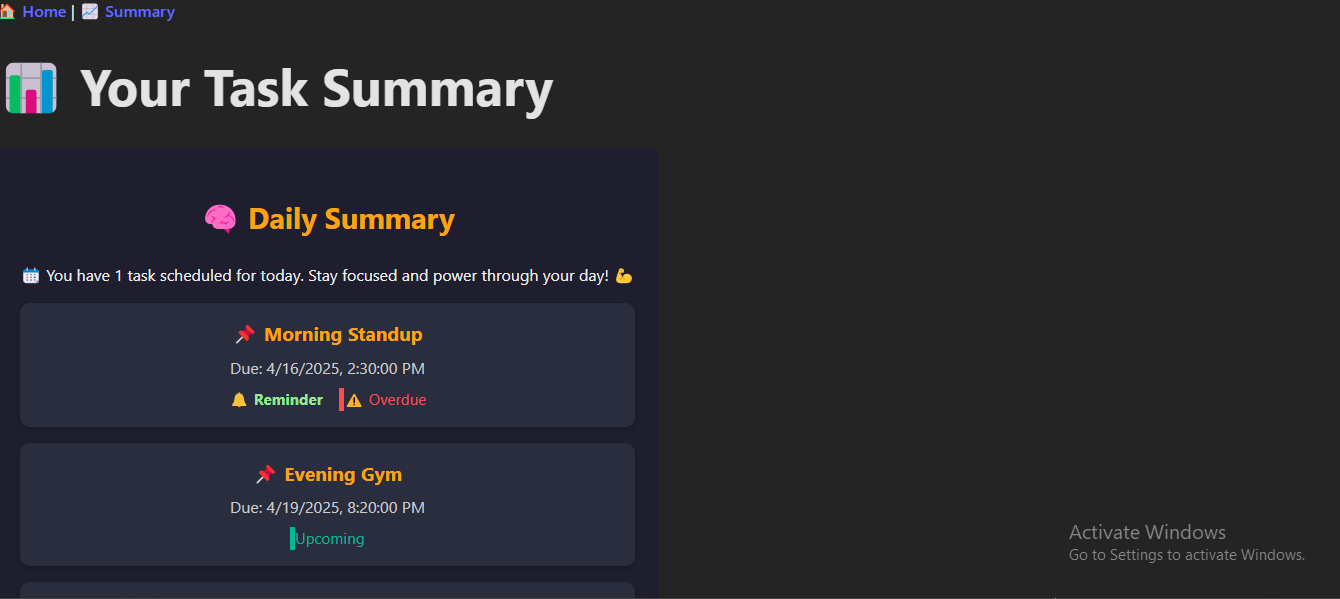 🏠 Home | 📈 Summary
📊 Your Task Summary
🧠 Daily Summary
📅 You have 1 task scheduled for today. Stay focused and power through your day! 💪
📌 Morning Standup
Due: 4/16/2025, 2:30:00 PM
🔔 Reminder ⚠️ Overdue
📌 Evening Gym
Due: 4/19/2025, 8:20:00 PM
Upcoming
Activate Windows
Go to Settings to activate Windows.